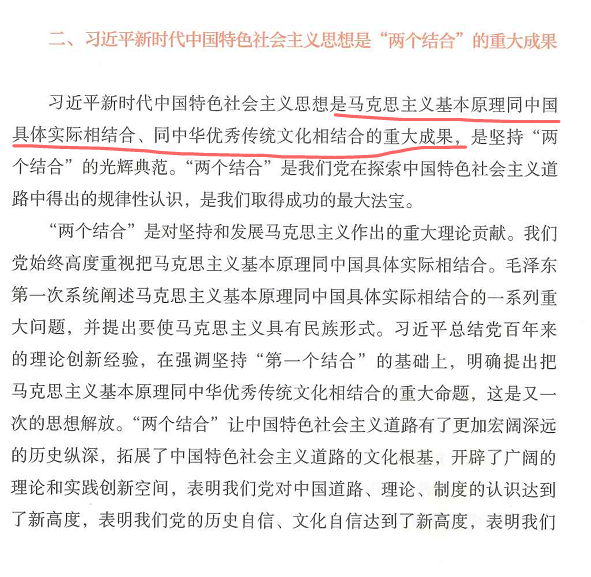 二、习近平新时代中国特色社会主义思想是“两个结合”的重大成果
习近平新时代中国特色社会主义思想是马克思主义基本原理同中国
具体实际相结合、同中华优秀传统文化相结合的重大成果，是坚持“两
个结合”的光辉典范。“两个结合”是我们党在探索中国特色社会主义道
路中得出的规律性认识，是我们取得成功的最大法宝。
“两个结合”是对坚持和发展马克思主义作出的重大理论贡献。我们
党始终高度重视把马克思主义基本原理同中国具体实际相结合。毛泽东
第一次系统阐述马克思主义基本原理同中国具体实际相结合的一系列重
大问题，并提出要使马克思主义具有民族形式。习近平总结党百年来
的理论创新经验，在强调坚持“第一个结合”的基础上，明确提出把
马克思主义基本原理同中华优秀传统文化相结合的重大命题，这是又一
次的思想解放。“两个结合”让中国特色社会主义道路有了更加宏阔深远
的历史纵深，拓展了中国特色社会主义道路的文化根基，开辟了广阔的
理论和实践创新空间，表明我们党对中国道路、理论、制度的认识达到
了新高度，表明我们党的历史自信、文化自信达到了新高度，表明我们